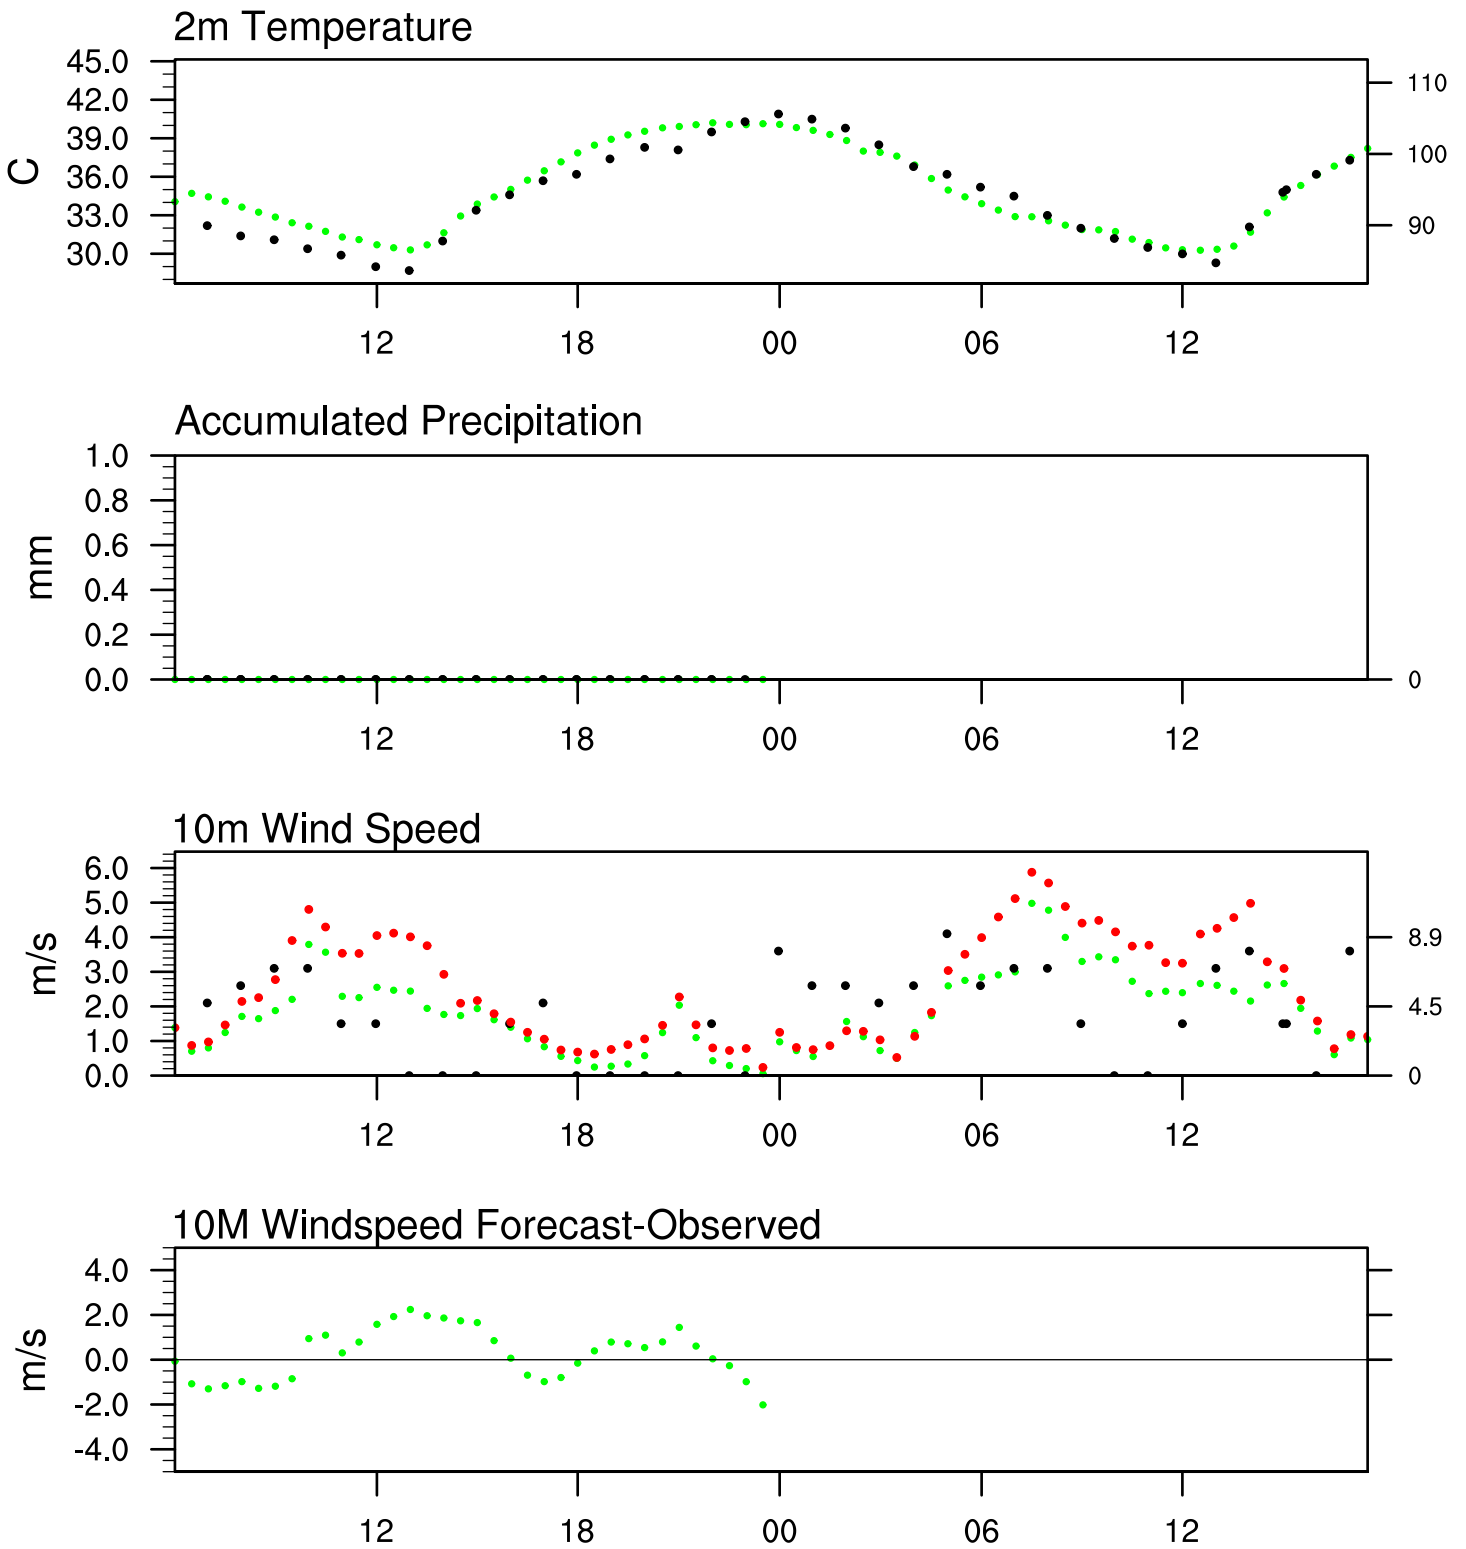 2m Temperature
45.0
42.0
39.0
36.0
33.0
30.0
C
110
100
90
12 18 00 06 12
Accumulated Precipitation
1.0
0.8
0.6
0.4
0.2
0.0
mm
0
12 18 00 06 12
10m Wind Speed
6.0
5.0
4.0
3.0
2.0
1.0
0.0
m/s
8.9
4.5
0
12 18 00 06 12
10M Windspeed Forecast-Observed
4.0
2.0
0.0
-2.0
-4.0
m/s
12 18 00 06 12